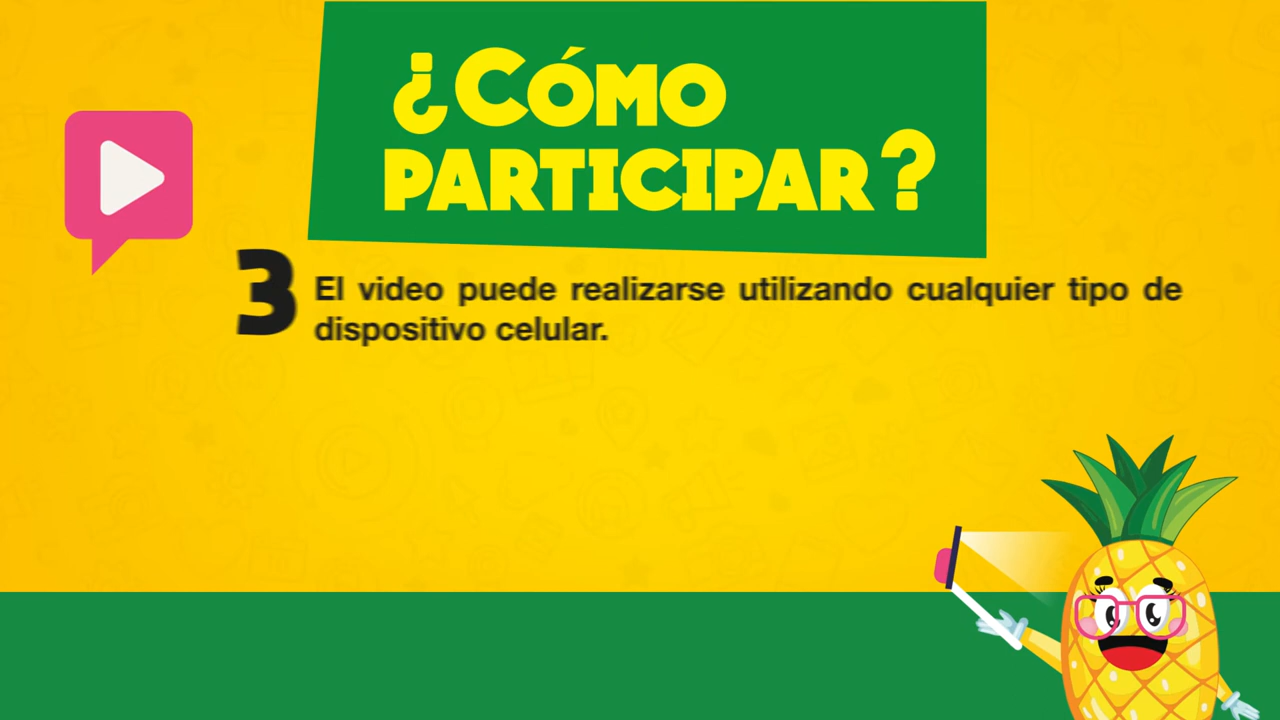 ¿CÓMO
PARTICIPAR?
3 El video puede realizarse utilizando cualquier tipo de
dispositivo celular.